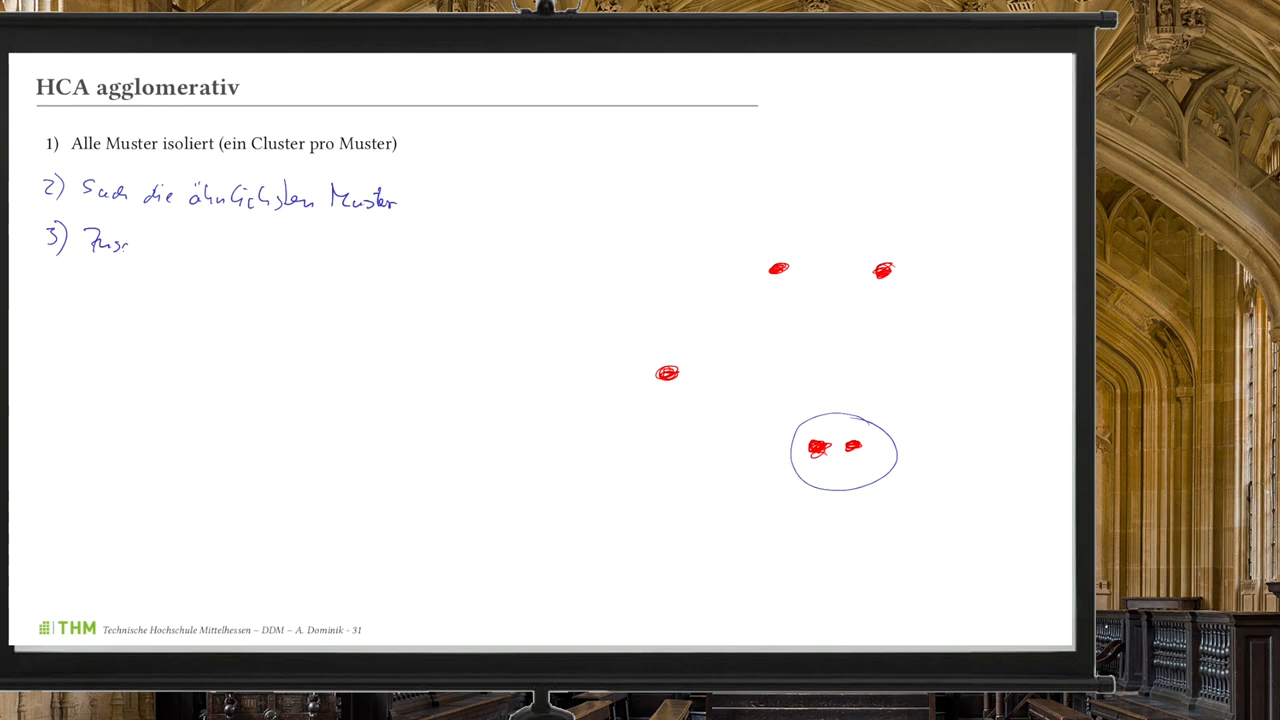 HCA agglomerativ
1) Alle Muster isoliert (ein Cluster pro Muster)
2) Such die ähnlichsten Muster
3)
THM Technische Hochschule Mittelhessen – DDM – A. Dominik - 31